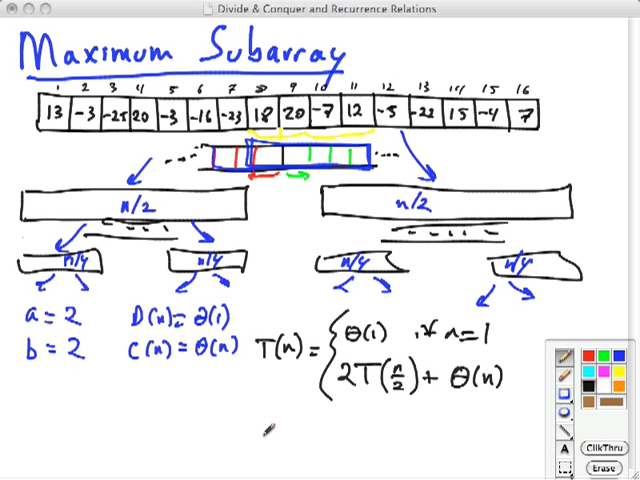 Divide & Conquer and Recurrence Relations
Maximum Subarray
1 2 3 4 5 6 7 8 9 10 11 12 13 14 15 16
13 -3 -25 20 -3 -16 -23 18 20 -7 12 -5 -22 15 -4 7
n/2 n/2
n/4 n/4 n/4 n/4
a = 2 D(n) = Θ(1)
b = 2 C(n) = Θ(n)
T(n) = { Θ(1) , if n = 1
2T(n/2) + Θ(n)
A
ClikThru
Erase